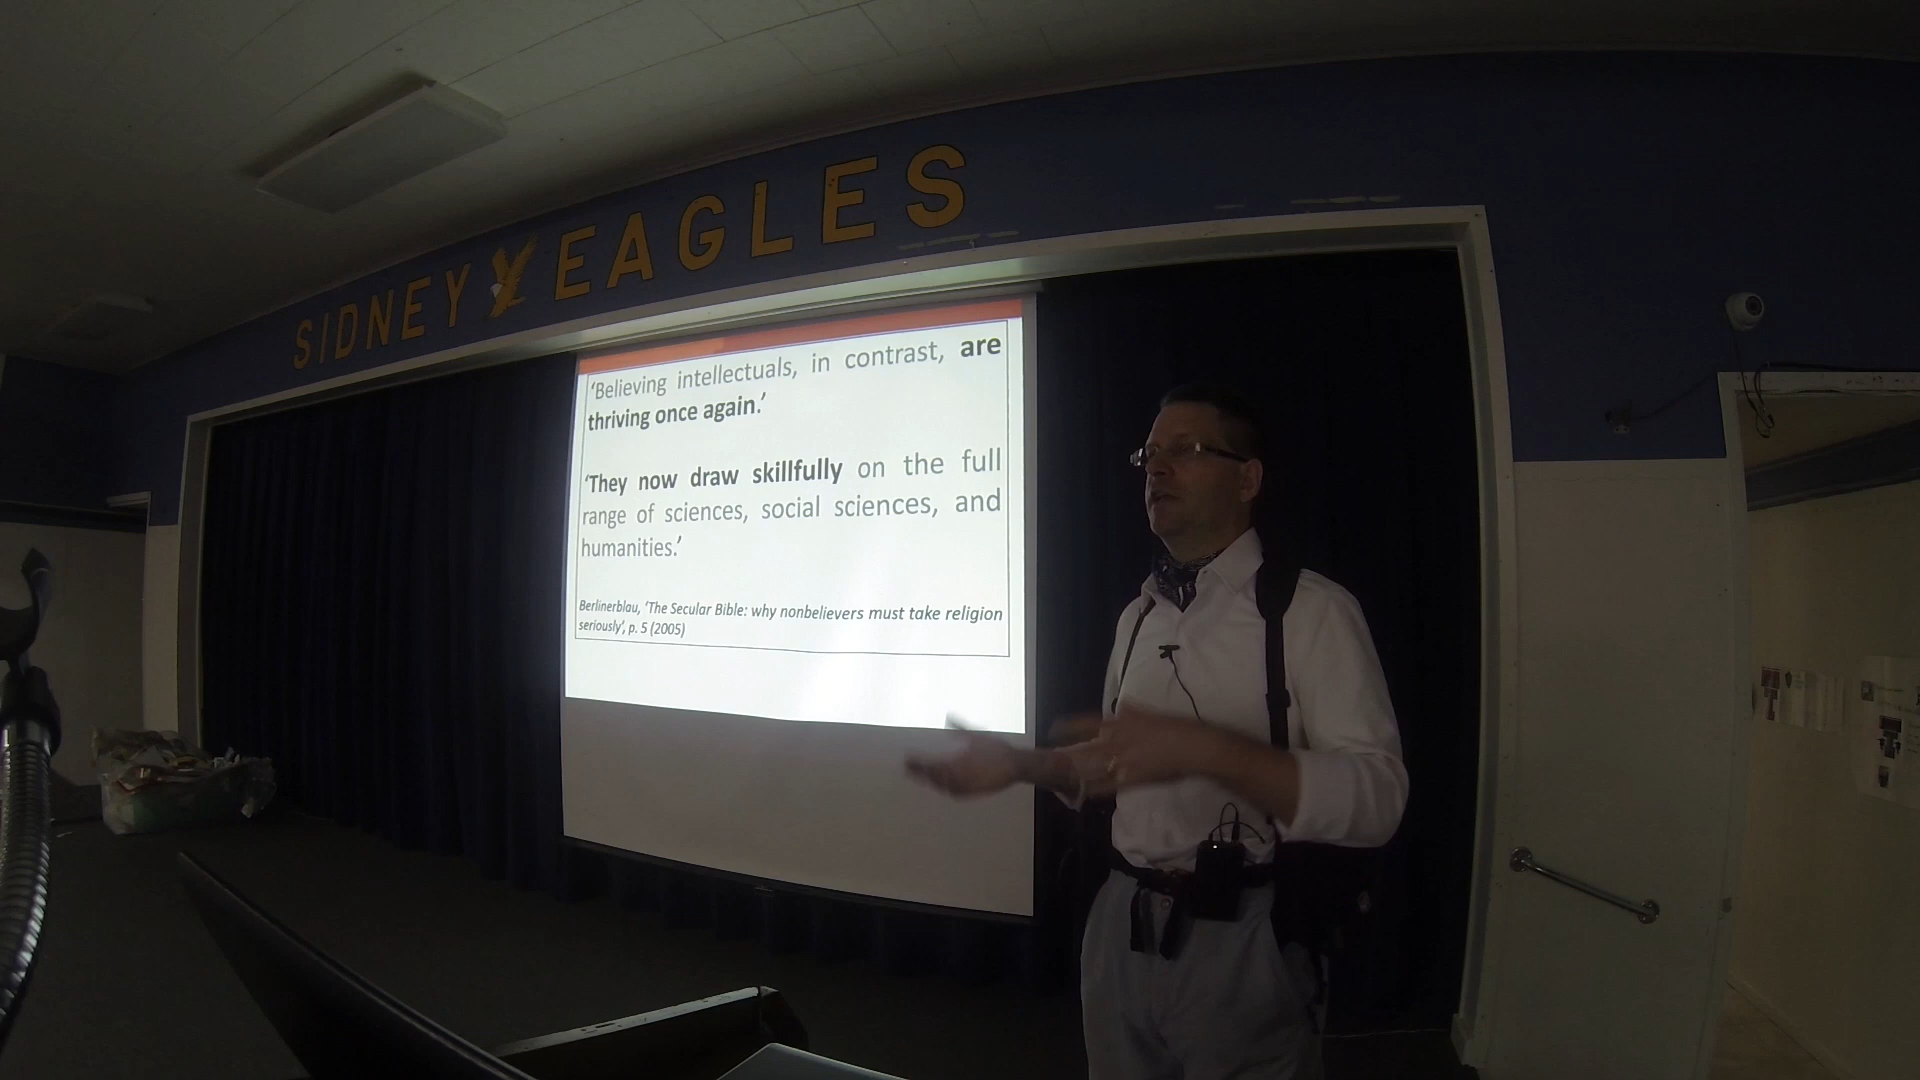 SIDNEY EAGLES
‘Believing intellectuals, in contrast, are
thriving once again.’
‘They now draw skillfully on the full
range of sciences, social sciences, and
humanities.’
Berlinerblau, ‘The Secular Bible: why nonbelievers must take religion
seriously’, p. 5 (2005)